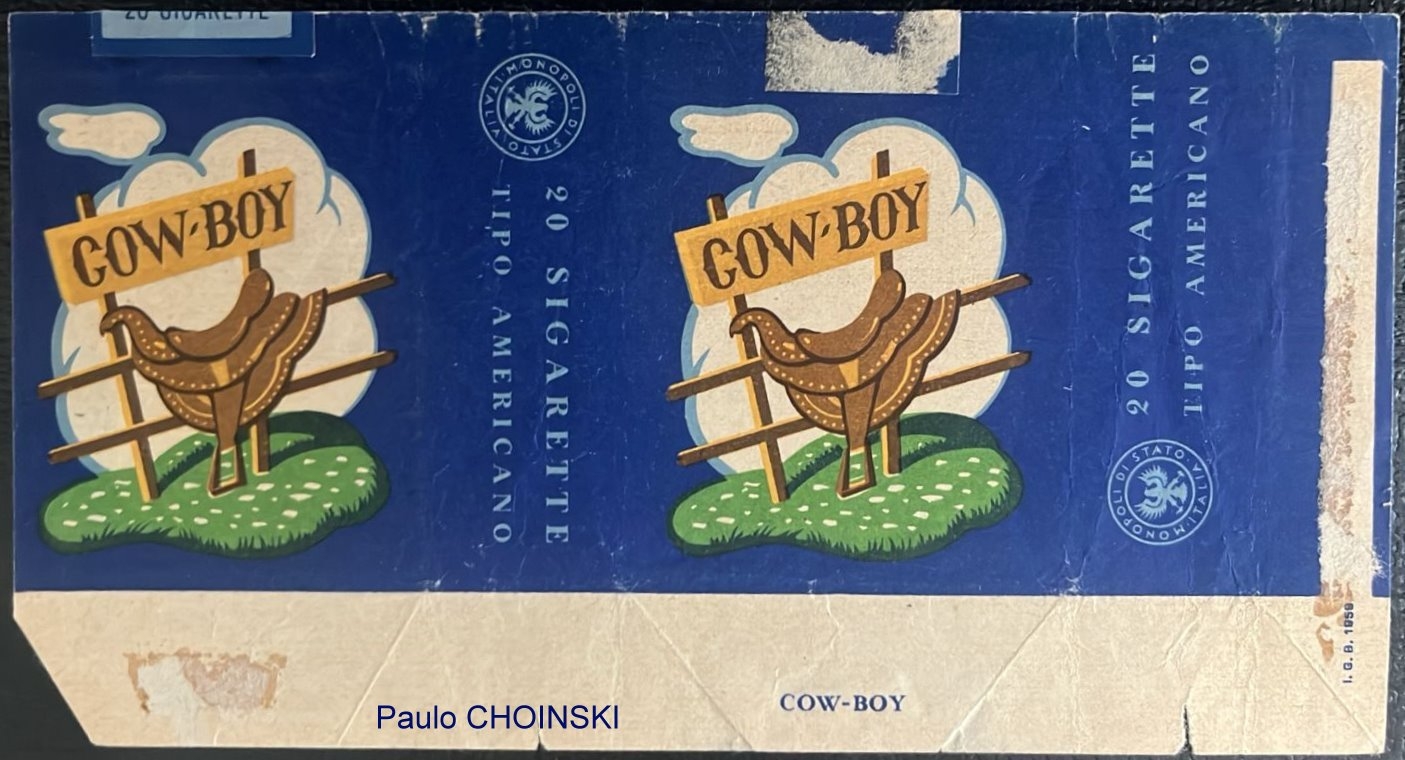 20 SIGARETTE
COW-BOY
MONOPOLI DI STATO ITALIA
20 SIGARETTE
TIPO AMERICANO
COW-BOY
20 SIGARETTE
TIPO AMERICANO
MONOPOLI DI STATO ITALIA
I. G. B. 1959
COW-BOY
Paulo CHOINSKI